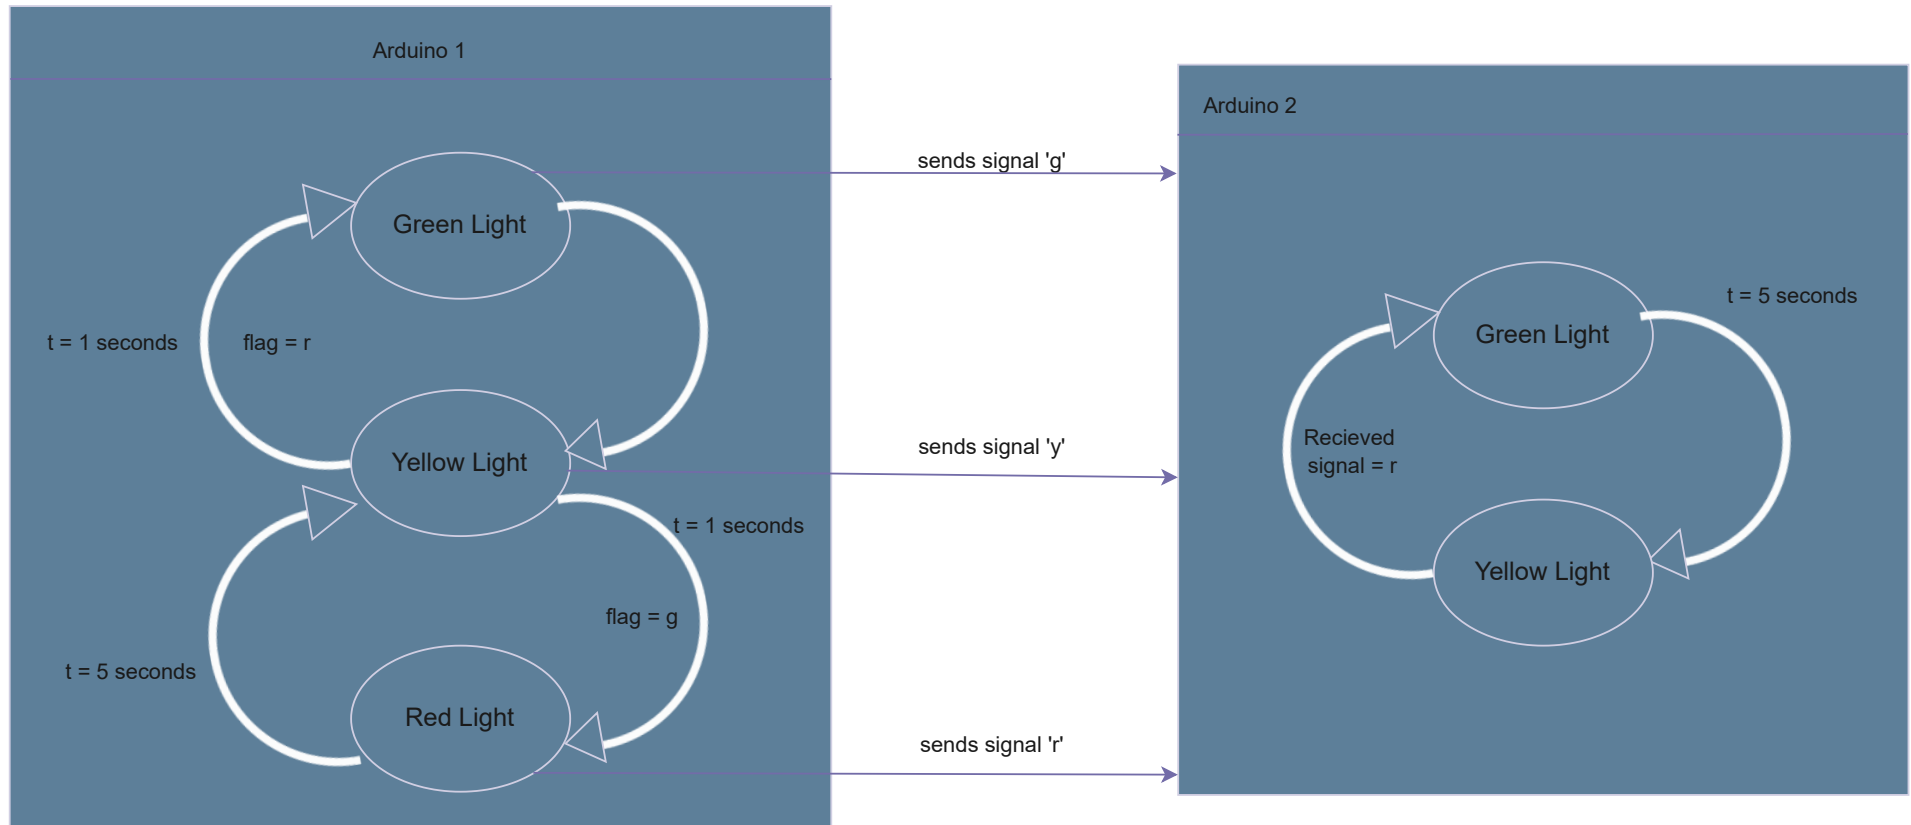 Arduino 1
Green Light
t = 1 seconds
flag = r
Yellow Light
t = 1 seconds
flag = g
t = 5 seconds
Red Light
sends signal 'g'
sends signal 'y'
sends signal 'r'
Arduino 2
Green Light
t = 5 seconds
Recieved
signal = r
Yellow Light